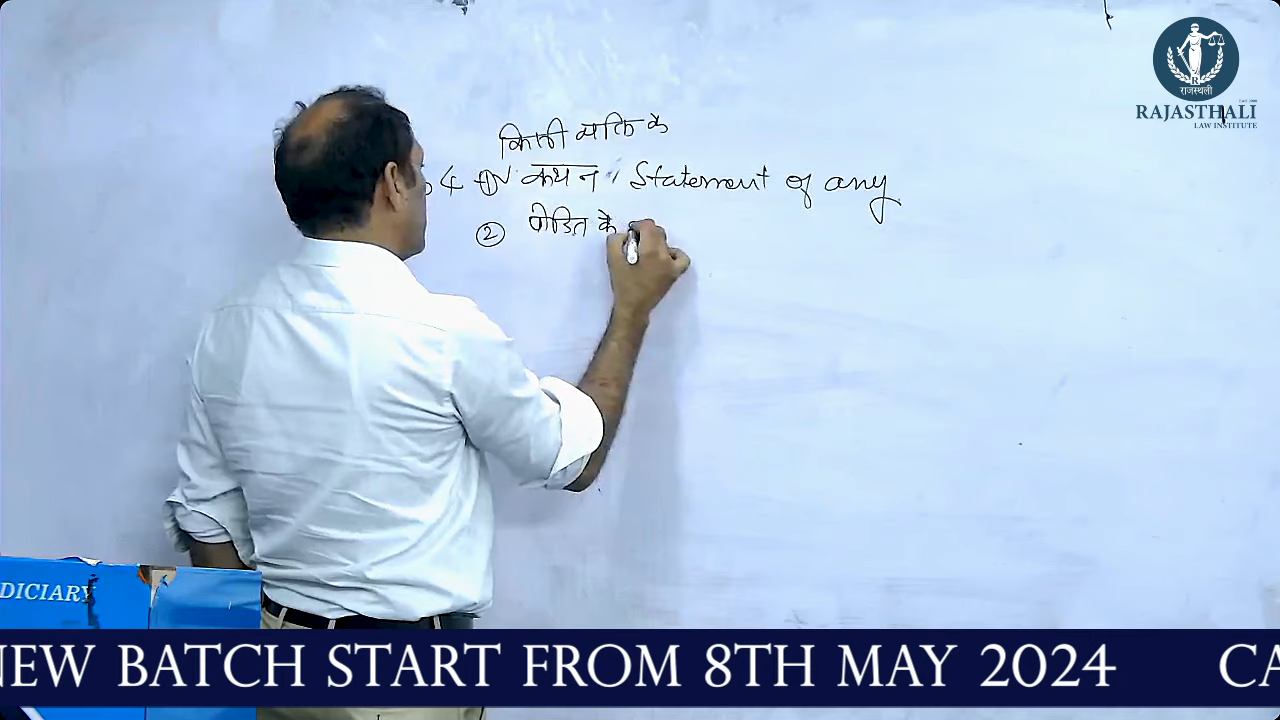 राजस्थली
RAJASTHALI
LAW INSTITUTE
किसी व्यक्ति के
कथन Statement of any
② पीडित के
DICIARY
NEW BATCH START FROM 8TH MAY 2024 CA